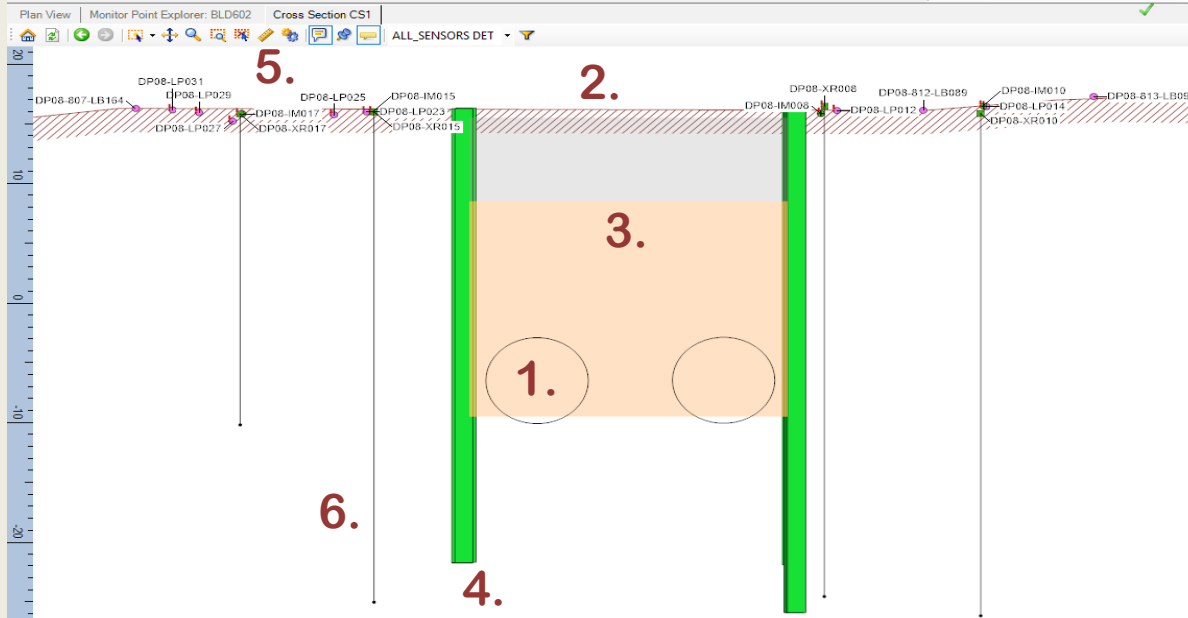 Plan View Monitor Point Explorer: BLD602 Cross Section CS1
ALL_SENSORS DET
20
10
0
-10
-20
5.
2.
DP08-LP031
DP08-807-LB164
DP08-LP029
DP08-LP025
DP08-IM015
DP08-IM017
DP08-LP023
DP08-LP027
DP08-XR017
DP08-XR015
DP08-XR008
DP08-812-LB089
DP08-IM010
813-LB09
DP08-IM008
DP08-LP012
DP08-LP014
DP08-XR010
3.
1.
6.
4.